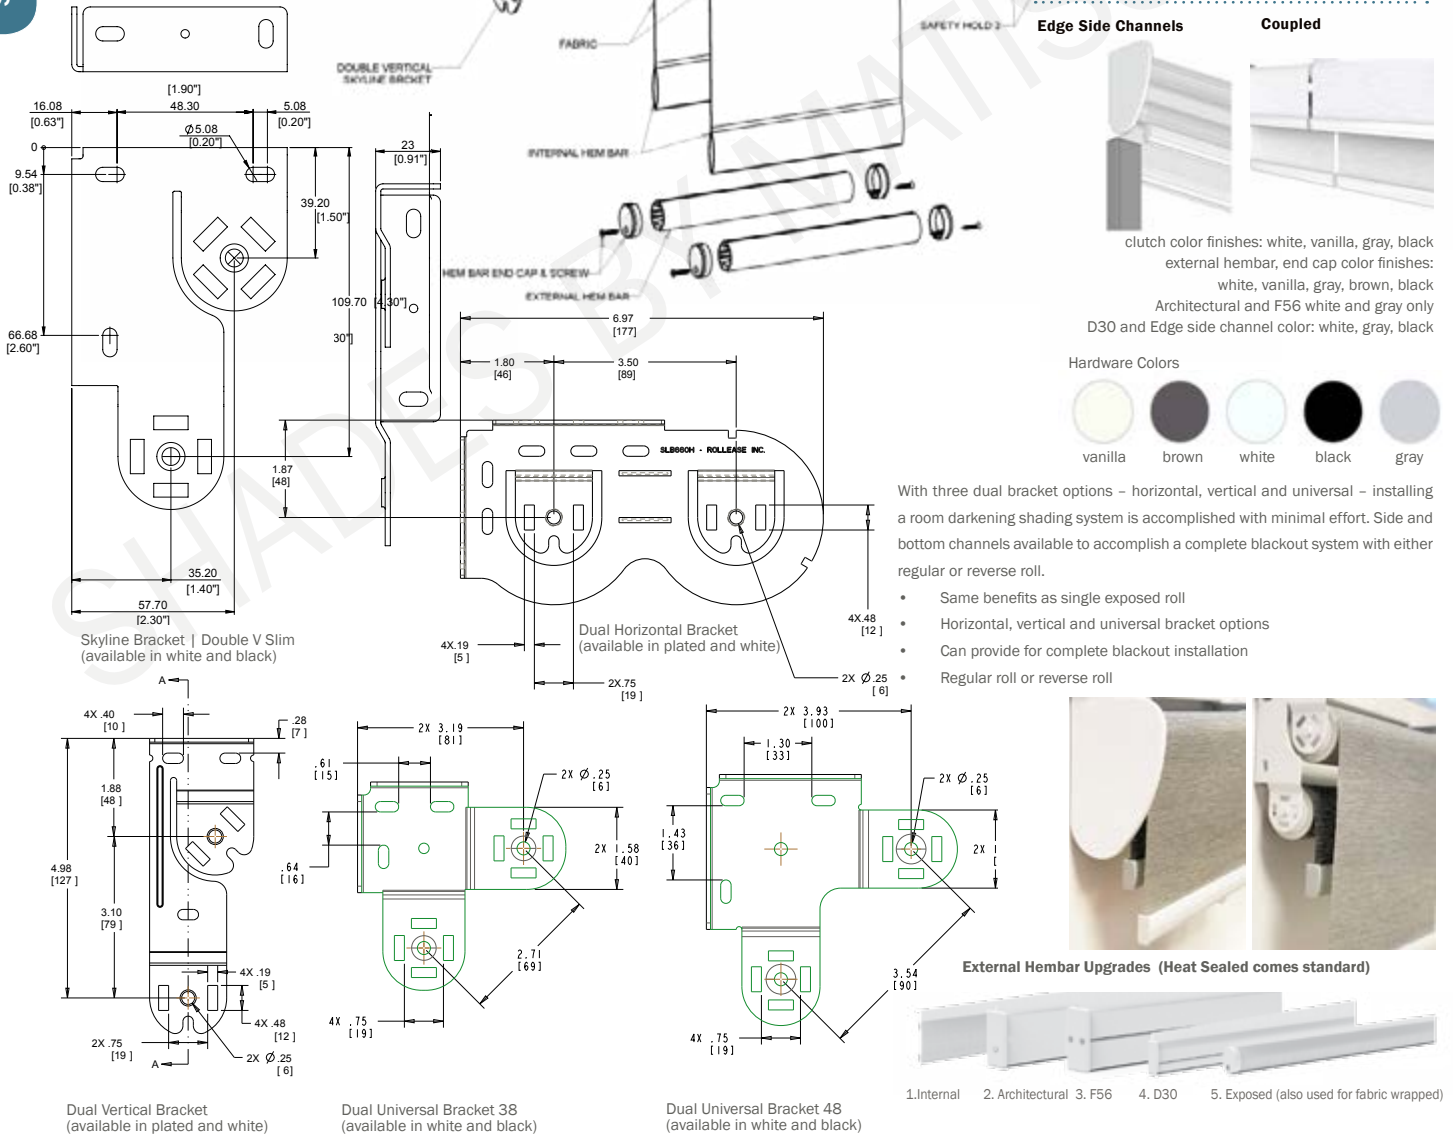 SHADES BY MATIS
[1.90"]
16.08
[0.63"]
48.30
5.08
[0.20"]
Ø5.08
[0.20"]
0
9.54
[0.38"]
39.20
[1.50"]
66.68
[2.60"]
109.70 [4.30"]
30"]
35.20
[1.40"]
57.70
[2.30"]
Skyline Bracket | Double V Slim
(available in white and black)
23
[0.91"]
DOUBLE VERTICAL
SKYLINE BRCKET
FABRIC
SAFETY HOLD 2
INTERNAL HEM BAR
HEM BAR END CAP & SCREW
EXTERNAL HEM BAR
6.97
[177]
1.80
[46]
3.50
[89]
1.87
[48]
SLB660H - ROLLEASE INC.
4X.48
[12 ]
4X.19
[5 ]
2X.75
[19 ]
2X Ø.25
[ 6]
Dual Horizontal Bracket
(available in plated and white)
Edge Side Channels
Coupled
clutch color finishes: white, vanilla, gray, black
external hembar, end cap color finishes:
white, vanilla, gray, brown, black
Architectural and F56 white and gray only
D30 and Edge side channel color: white, gray, black
Hardware Colors
vanilla brown white black gray
With three dual bracket options – horizontal, vertical and universal – installing
a room darkening shading system is accomplished with minimal effort. Side and
bottom channels available to accomplish a complete blackout system with either
regular or reverse roll.
• Same benefits as single exposed roll
• Horizontal, vertical and universal bracket options
• Can provide for complete blackout installation
• Regular roll or reverse roll
A
4X .40
[10 ]
.28
[7 ]
1.88
[48 ]
4.98
[127 ]
3.10
[79 ]
4X .19
[5 ]
4X .48
[12 ]
2X .75
[19 ]
2X Ø.25
[ 6]
A
Dual Vertical Bracket
(available in plated and white)
2X 3.19
[81]
.61
[15]
2X Ø.25
[6]
.64
[16]
2X 1.58
[40]
2.71
[69]
4X .75
[19]
Dual Universal Bracket 38
(available in white and black)
2X 3.93
[100]
1.30
[33]
2X Ø.25
[6]
1.43
[36]
2X 1
[
3.54
[90]
4X .75
[19]
Dual Universal Bracket 48
(available in white and black)
External Hembar Upgrades (Heat Sealed comes standard)
1.Internal 2. Architectural 3. F56 4. D30 5. Exposed (also used for fabric wrapped)